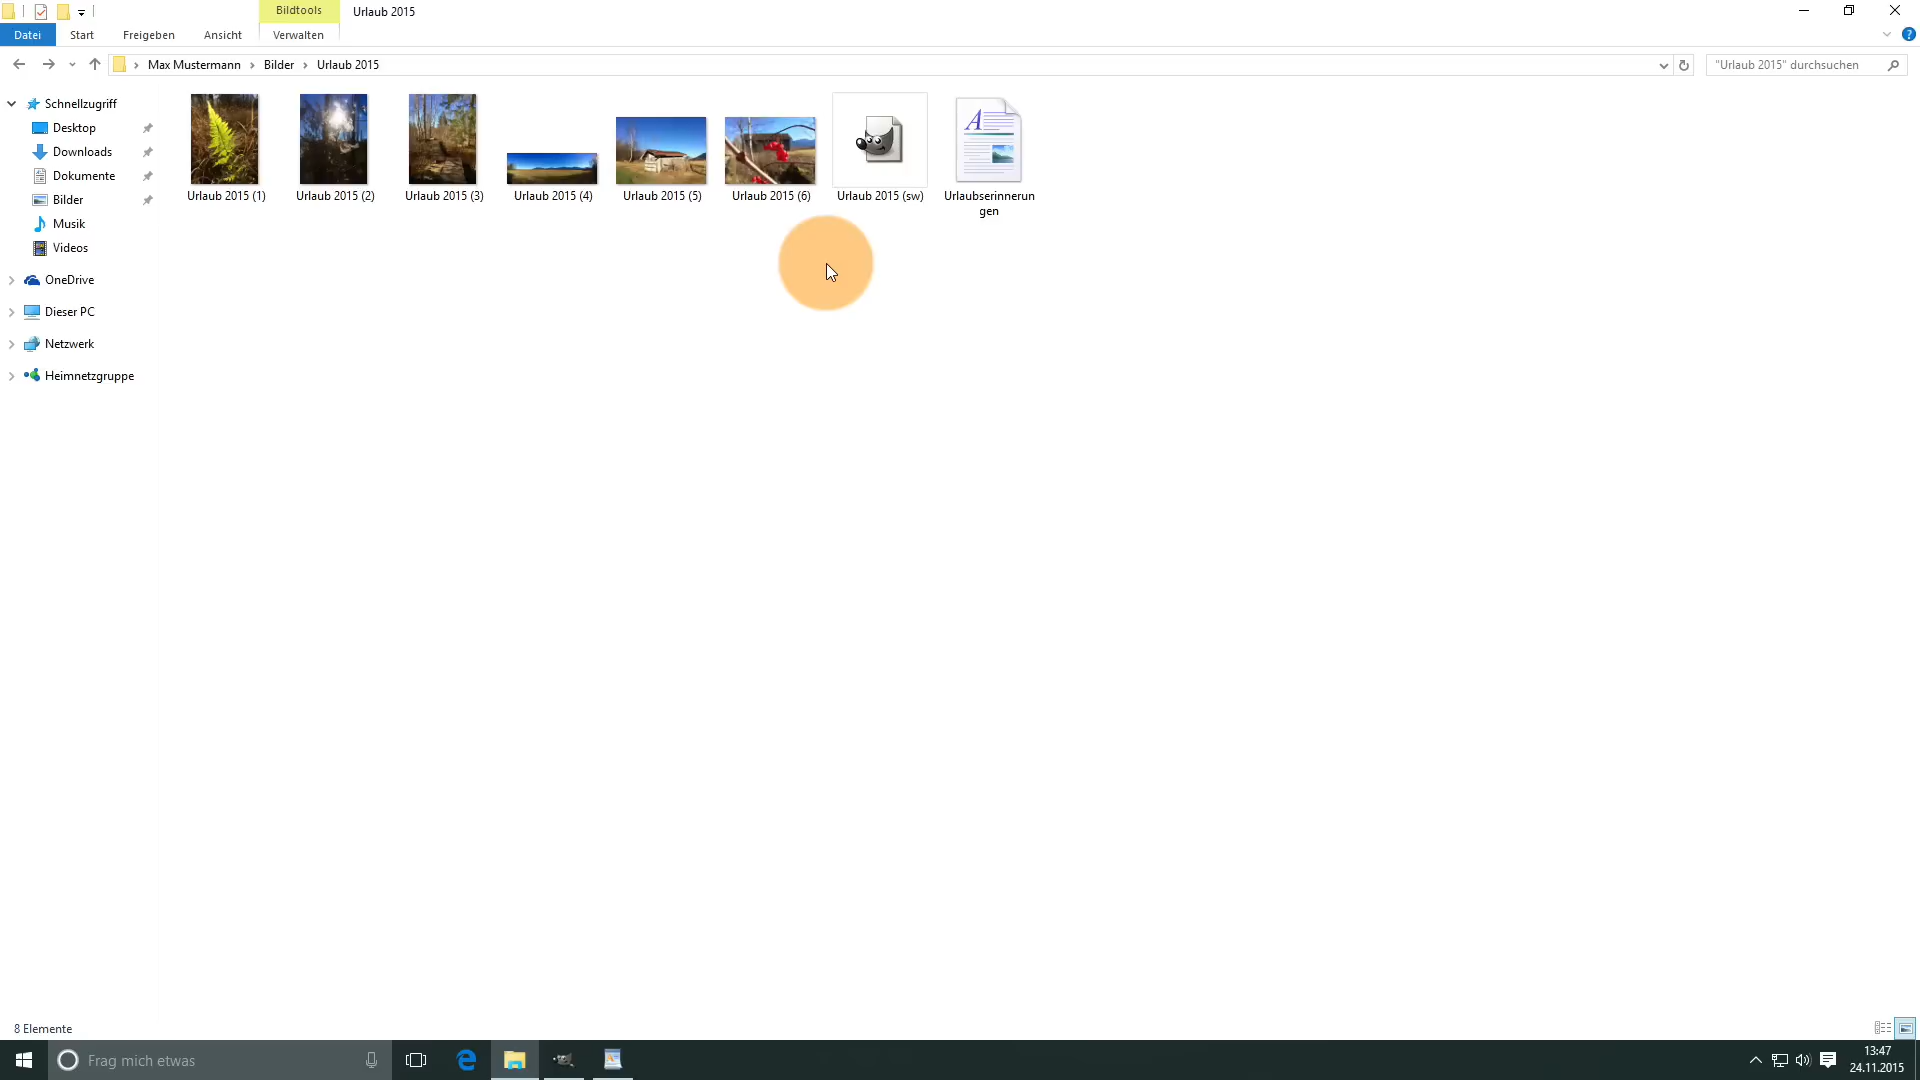 Bildtools
Urlaub 2015
Datei
Start
Freigeben
Ansicht
Verwalten
Max Mustermann
Bilder
Urlaub 2015
"Urlaub 2015" durchsuchen
Schnellzugriff
Desktop
Downloads
Dokumente
Bilder
Musik
Videos
OneDrive
Dieser PC
Netzwerk
Heimnetzgruppe
Urlaub 2015 (1)
Urlaub 2015 (2)
Urlaub 2015 (3)
Urlaub 2015 (4)
Urlaub 2015 (5)
Urlaub 2015 (6)
Urlaub 2015 (sw)
Urlaubserinnerun
gen
8 Elemente
Frag mich etwas
13:47
24.11.2015